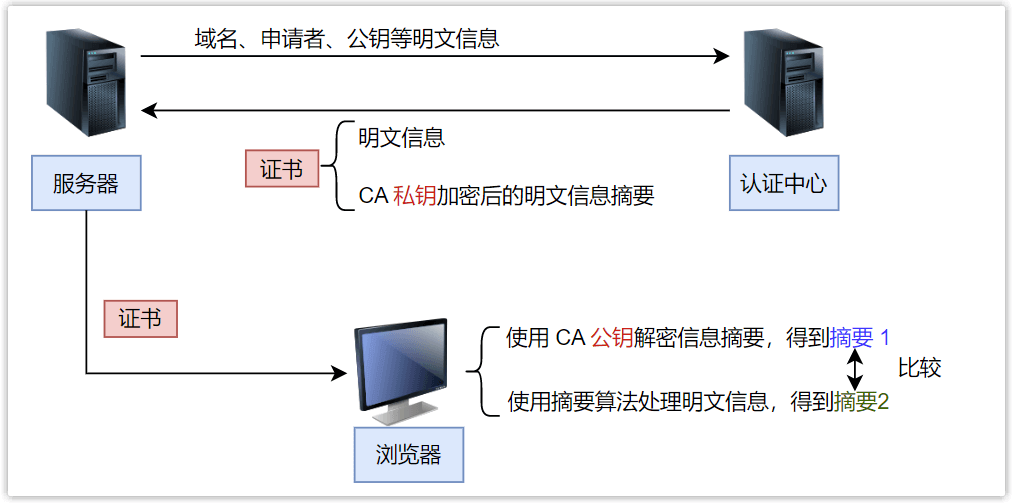 域名、申请者、公钥等明文信息
服务器
证书
明文信息
CA 私钥加密后的明文信息摘要
认证中心
证书
使用 CA 公钥解密信息摘要，得到摘要 1
比较
使用摘要算法处理明文信息，得到摘要2
浏览器